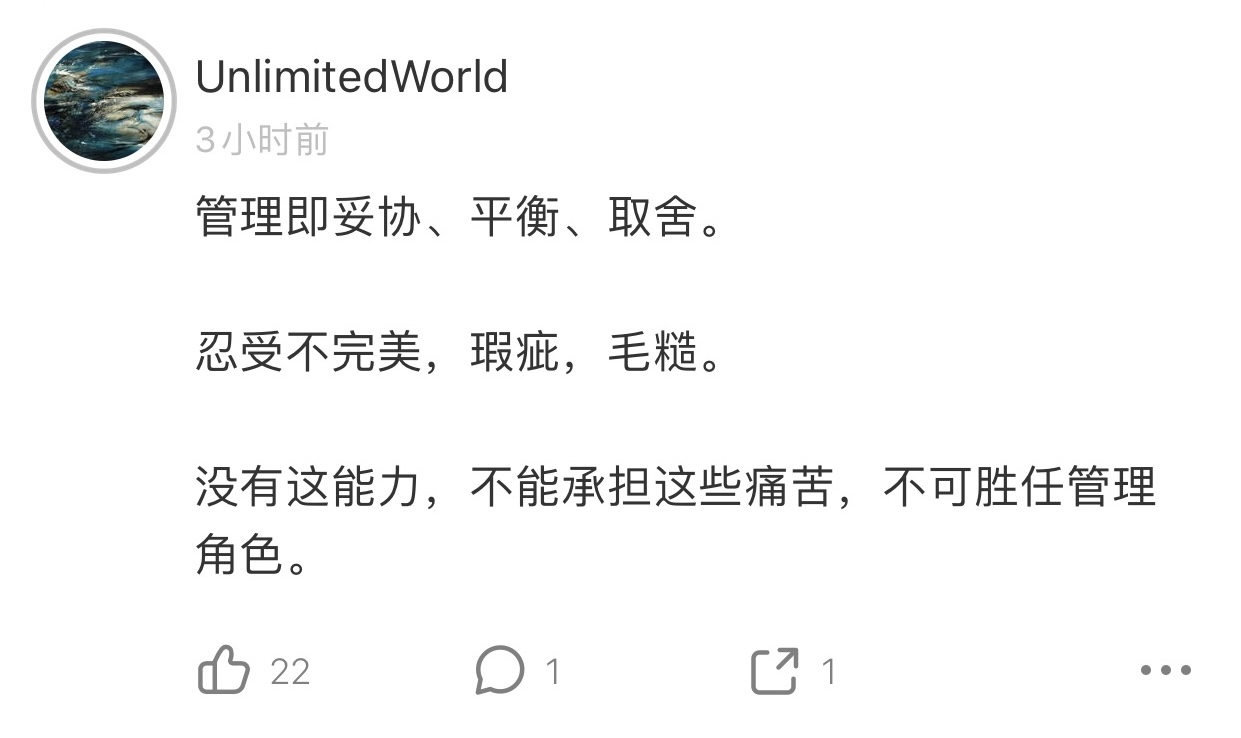 UnlimitedWorld
3小时前
管理即妥协、平衡、取舍。
忍受不完美，瑕疵，毛糙。
没有这能力，不能承担这些痛苦，不可胜任管理
角色。
22 1 1